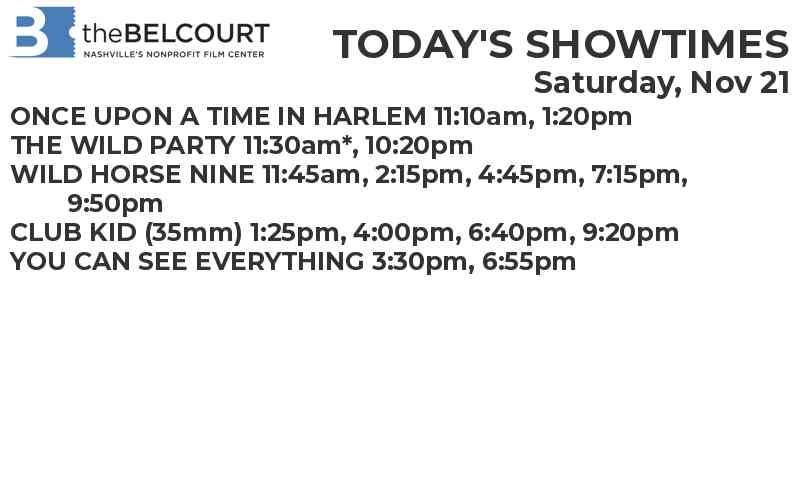 B theBELCOURT
NASHVILLE'S NONPROFIT FILM CENTER
TODAY'S SHOWTIMES
Saturday, Nov 21
ONCE UPON A TIME IN HARLEM 11:10am, 1:20pm
THE WILD PARTY 11:30am*, 10:20pm
WILD HORSE NINE 11:45am, 2:15pm, 4:45pm, 7:15pm,
9:50pm
CLUB KID (35mm) 1:25pm, 4:00pm, 6:40pm, 9:20pm
YOU CAN SEE EVERYTHING 3:30pm, 6:55pm